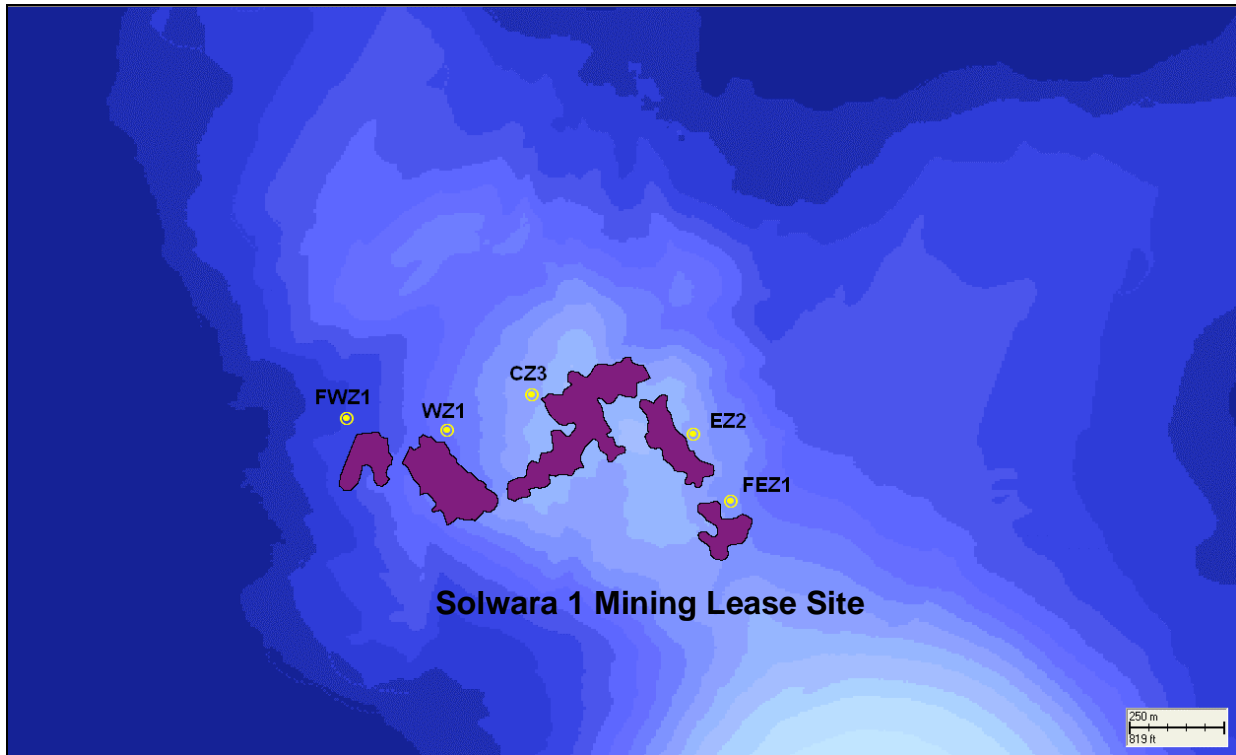 CZ3
FWZ1
WZ1
EZ2
FEZ1
Solwara 1 Mining Lease Site
250 m
819 ft